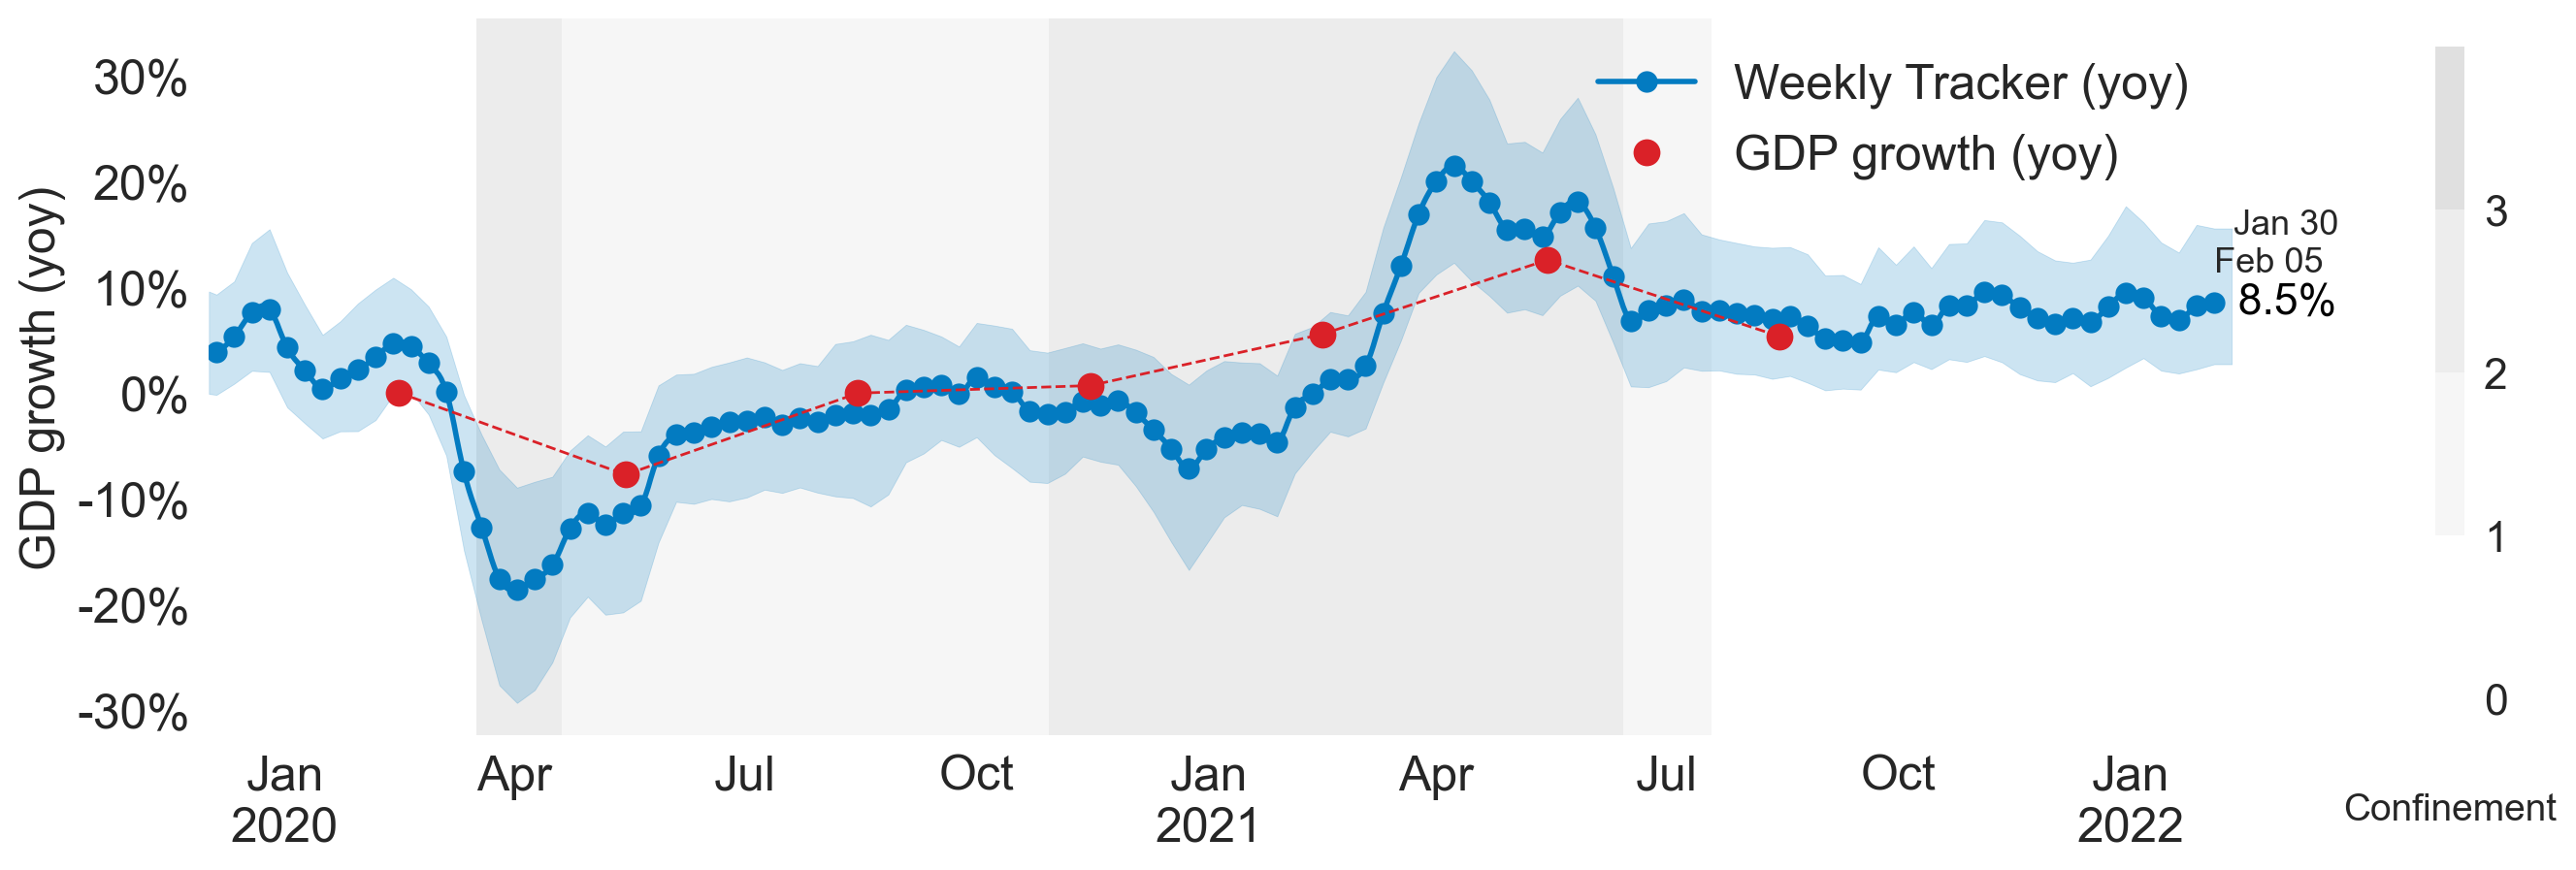 GDP growth (yoy)
30%
20%
10%
0%
-10%
-20%
-30%
Weekly Tracker (yoy)
GDP growth (yoy)
Jan 30
Feb 05
8.5%
3
2
1
0
Confinement
Jan Apr Jul Oct Jan Apr Jul Oct Jan
2020 2021 2022